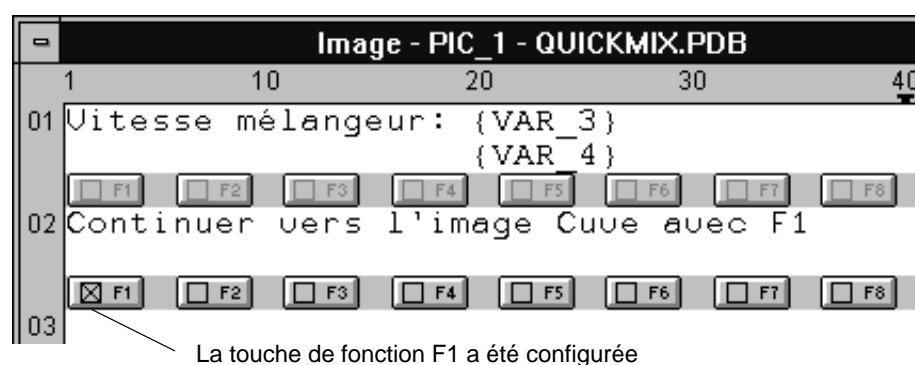 Image - PIC_1 - QUICKMIX.PDB
1 10 20 30 40
01 Vitesse mélangeur: {VAR_3}
{VAR_4}
F1 F2 F3 F4 F5 F6 F7 F8
02 Continuer vers l'image Cuve avec F1
F1 F2 F3 F4 F5 F6 F7 F8
03
La touche de fonction F1 a été configurée